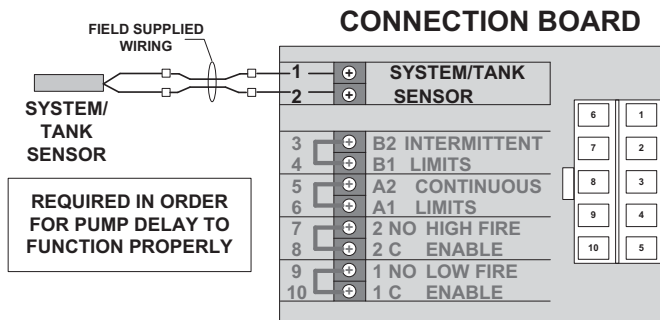 CONNECTION BOARD
FIELD SUPPLIED
WIRING
SYSTEM/
TANK
SENSOR
REQUIRED IN ORDER
FOR PUMP DELAY TO
FUNCTION PROPERLY
1 SYSTEM/TANK
2 SENSOR
3 B2 INTERMITTENT
4 B1 LIMITS
5 A2 CONTINUOUS
6 A1 LIMITS
7 2 NO HIGH FIRE
8 2 C ENABLE
9 1 NO LOW FIRE
10 1 C ENABLE
6 1
7 2
8 3
9 4
10 5